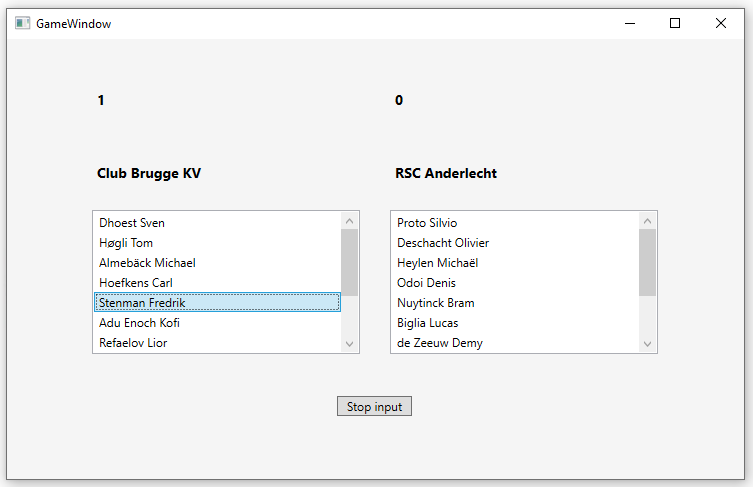 GameWindow
1
0
Club Brugge KV
RSC Anderlecht
Dhoest Sven
Høgli Tom
Almebäck Michael
Hoefkens Carl
Stenman Fredrik
Adu Enoch Kofi
Refaelov Lior
Proto Silvio
Deschacht Olivier
Heylen Michaël
Odoi Denis
Nuytinck Bram
Biglia Lucas
de Zeeuw Demy
Stop input